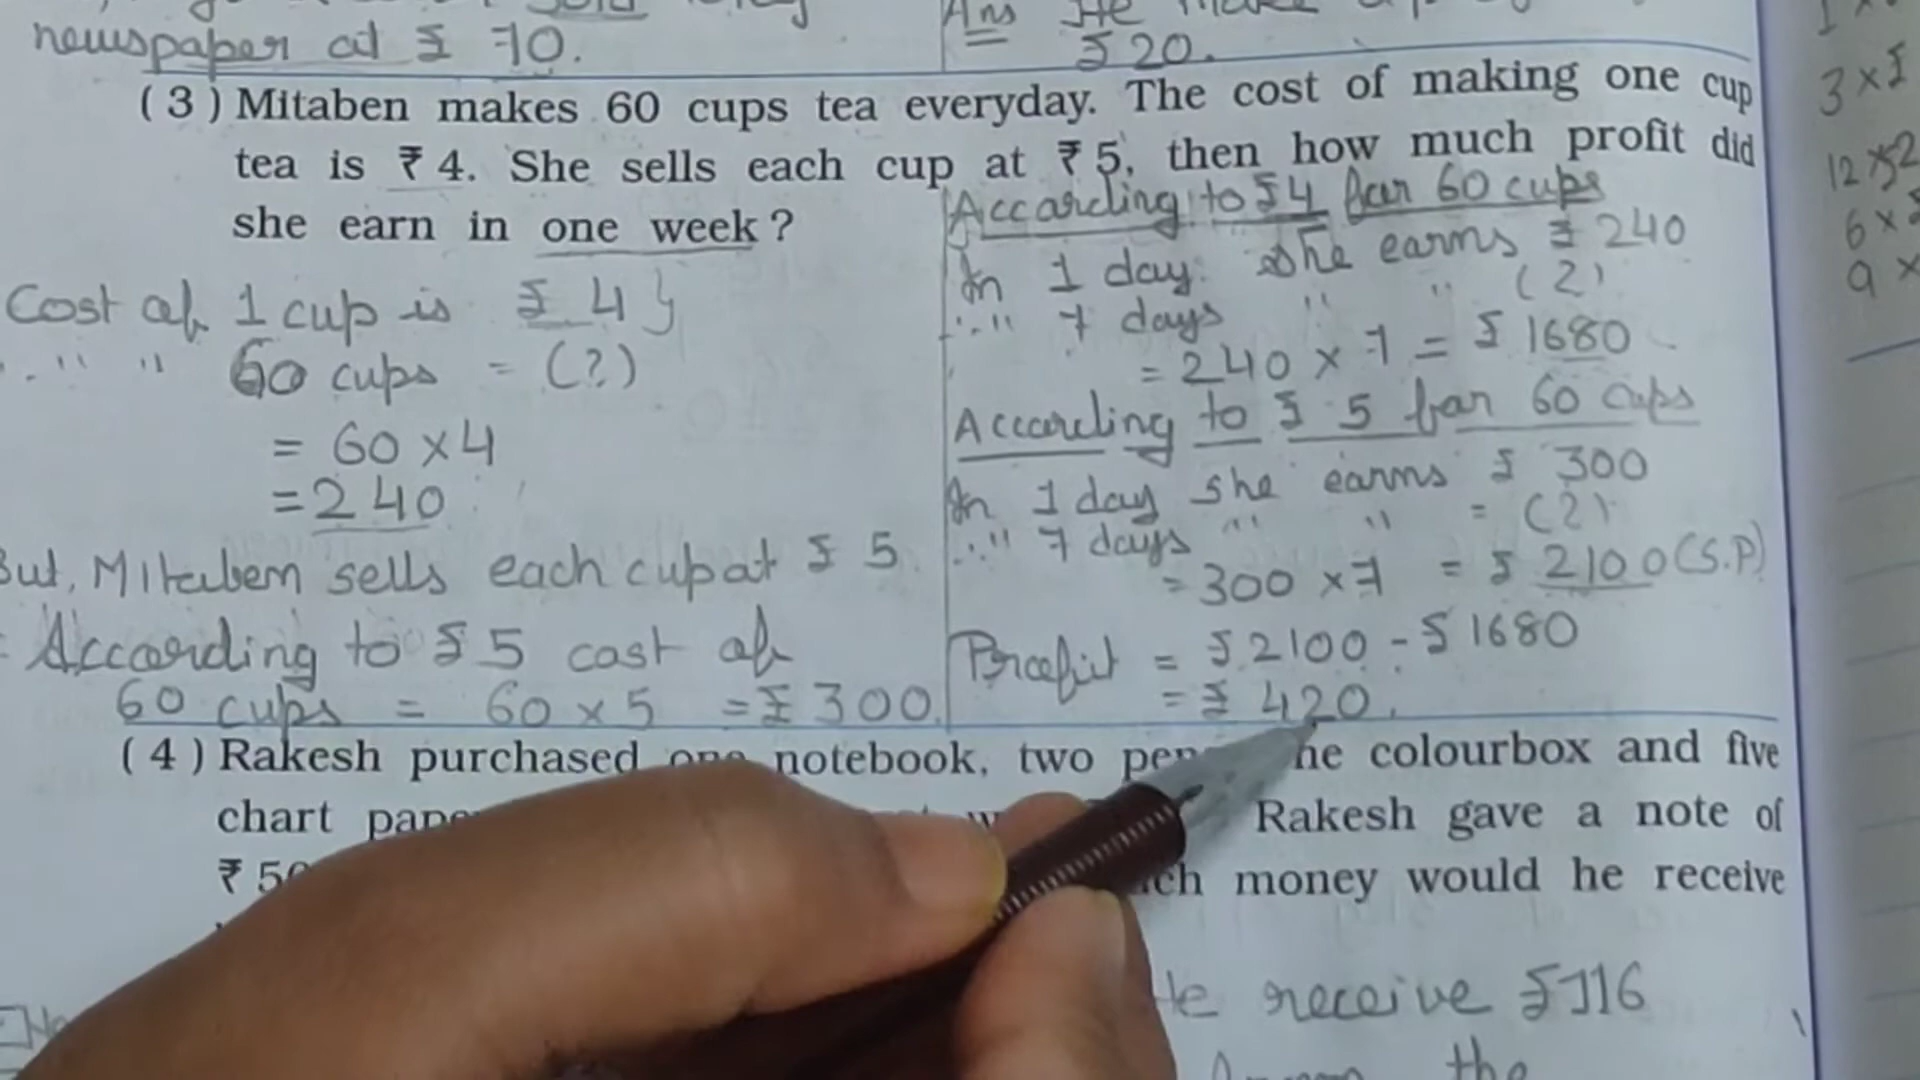 newspaper at ₹ 70.
Ans He make
₹ 20.
(3) Mitaben makes 60 cups tea everyday. The cost of making one cup
tea is ₹ 4. She sells each cup at ₹ 5, then how much profit did
she earn in one week?
Cost of 1 cup is ₹ 4 }
∴ " " 60 cups = (?)
= 60 × 4
= 240
But, Mitaben sells each cup at ₹ 5
According to ₹ 5 cost of
60 cups = 60 × 5 = ₹ 300.
According to ₹ 4 for 60 cups
In 1 day she earns ₹ 240
∴ " 7 days " " (?)
= 240 × 7 = ₹ 1680
According to ₹ 5 for 60 cups
In 1 day she earns ₹ 300
∴ " 7 days " " = (?)
= 300 × 7 = ₹ 2100 (S.P)
Profit = ₹ 2100 - ₹ 1680
= ₹ 420.
(4) Rakesh purchased one notebook, two colourbox and five
chart Rakesh gave a note of
₹ money would he receive
He receive ₹ 116
the
3 ×
12 ×
6 ×
9 ×